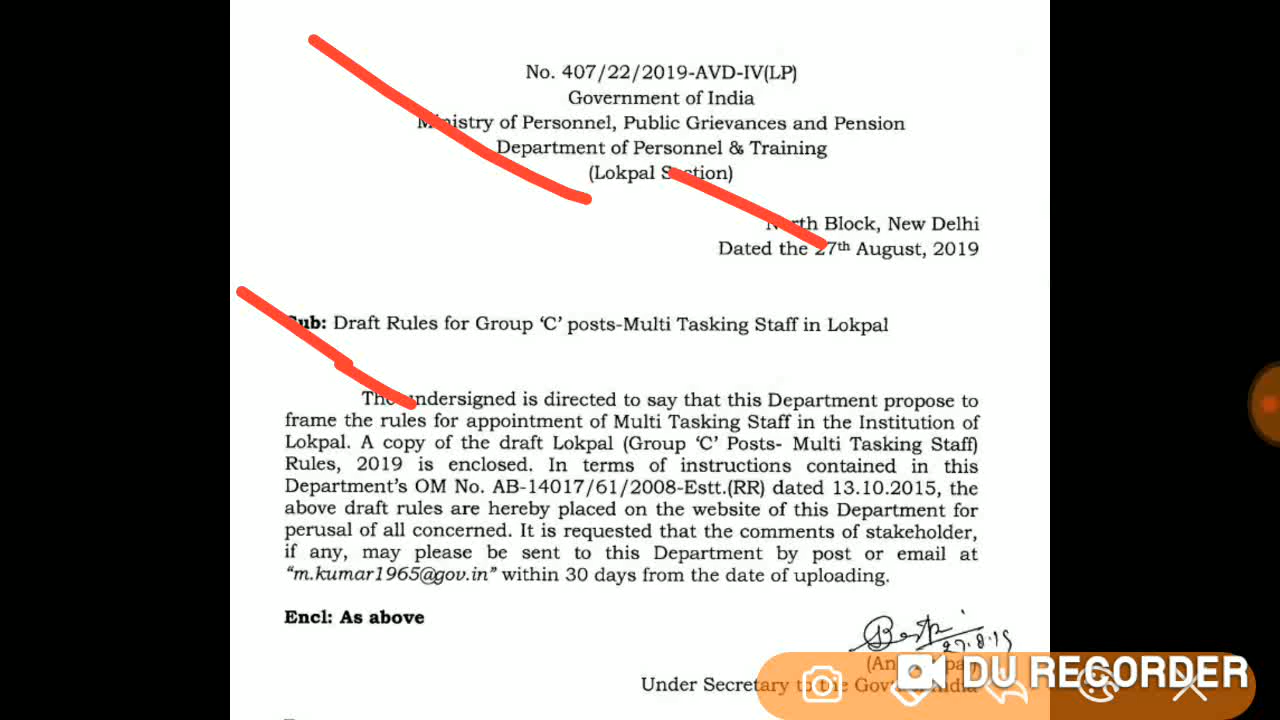 No. 407/22/2019-AVD-IV(LP)
Government of India
Ministry of Personnel, Public Grievances and Pension
Department of Personnel & Training
(Lokpal Section)
North Block, New Delhi
Dated the 27th August, 2019
Sub: Draft Rules for Group ‘C’ posts-Multi Tasking Staff in Lokpal
The undersigned is directed to say that this Department propose to
frame the rules for appointment of Multi Tasking Staff in the Institution of
Lokpal. A copy of the draft Lokpal (Group ‘C’ Posts- Multi Tasking Staff)
Rules, 2019 is enclosed. In terms of instructions contained in this
Department’s OM No. AB-14017/61/2008-Estt.(RR) dated 13.10.2015, the
above draft rules are hereby placed on the website of this Department for
perusal of all concerned. It is requested that the comments of stakeholder,
if any, may please be sent to this Department by post or email at
“m.kumar1965@gov.in” within 30 days from the date of uploading.
Encl: As above
27.8.19
Under Secretary to the Govt. of India
DU RECORDER